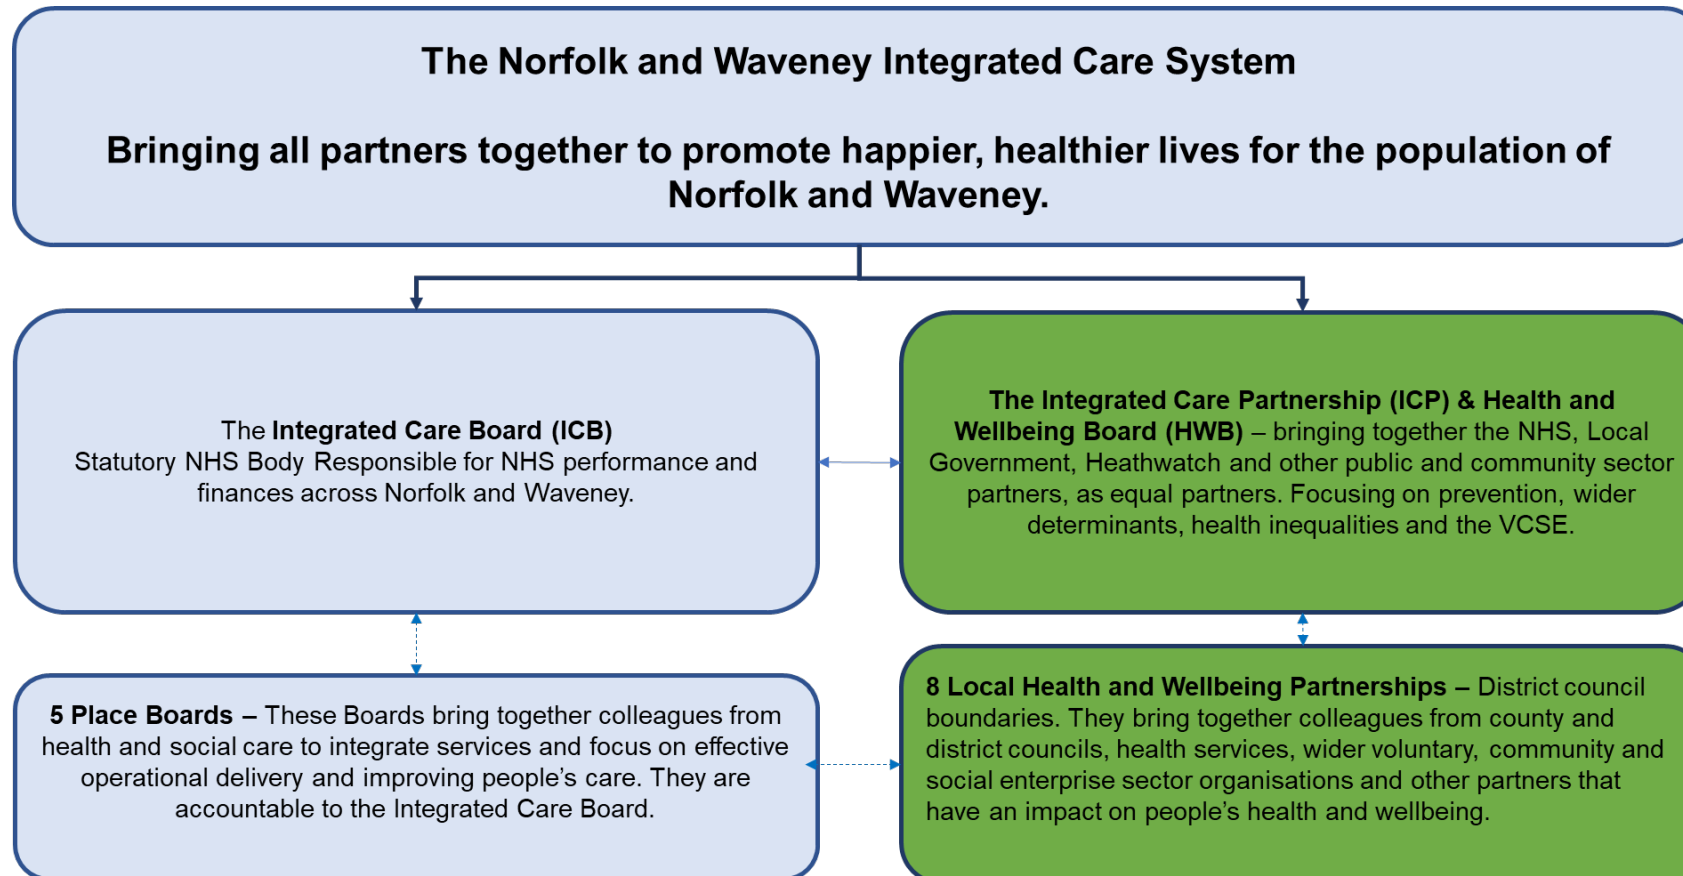 The Norfolk and Waveney Integrated Care System
Bringing all partners together to promote happier, healthier lives for the population of
Norfolk and Waveney.
The Integrated Care Board (ICB)
Statutory NHS Body Responsible for NHS performance and
finances across Norfolk and Waveney.
The Integrated Care Partnership (ICP) & Health and
Wellbeing Board (HWB) – bringing together the NHS, Local
Government, Heathwatch and other public and community sector
partners, as equal partners. Focusing on prevention, wider
determinants, health inequalities and the VCSE.
5 Place Boards – These Boards bring together colleagues from
health and social care to integrate services and focus on effective
operational delivery and improving people’s care. They are
accountable to the Integrated Care Board.
8 Local Health and Wellbeing Partnerships – District council
boundaries. They bring together colleagues from county and
district councils, health services, wider voluntary, community and
social enterprise sector organisations and other partners that
have an impact on people’s health and wellbeing.